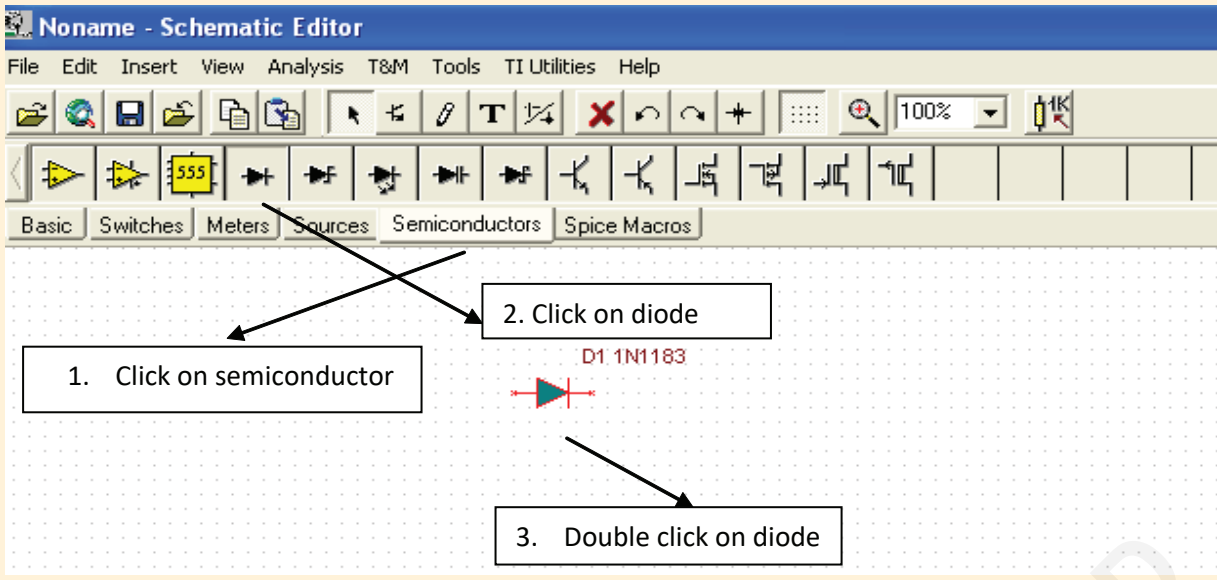 Noname - Schematic Editor
File Edit Insert View Analysis T&M Tools TI Utilities Help
T 100% 1K
555
Basic Switches Meters Sources Semiconductors Spice Macros
2. Click on diode
D1 1N1183
1. Click on semiconductor
3. Double click on diode